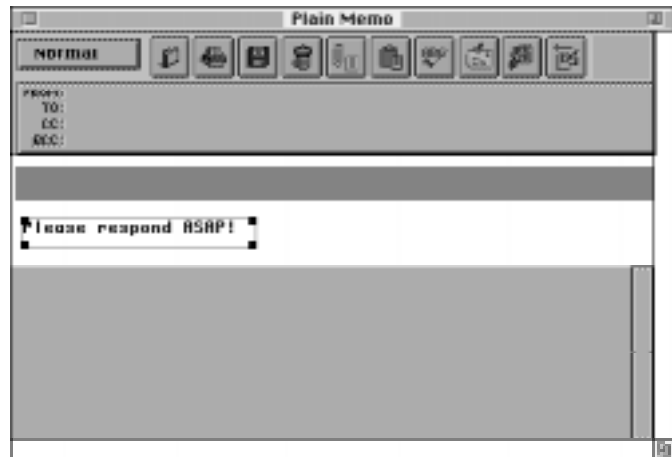 Plain Memo
Normal
FROM:
TO:
CC:
BCC:
Please respond ASAP!